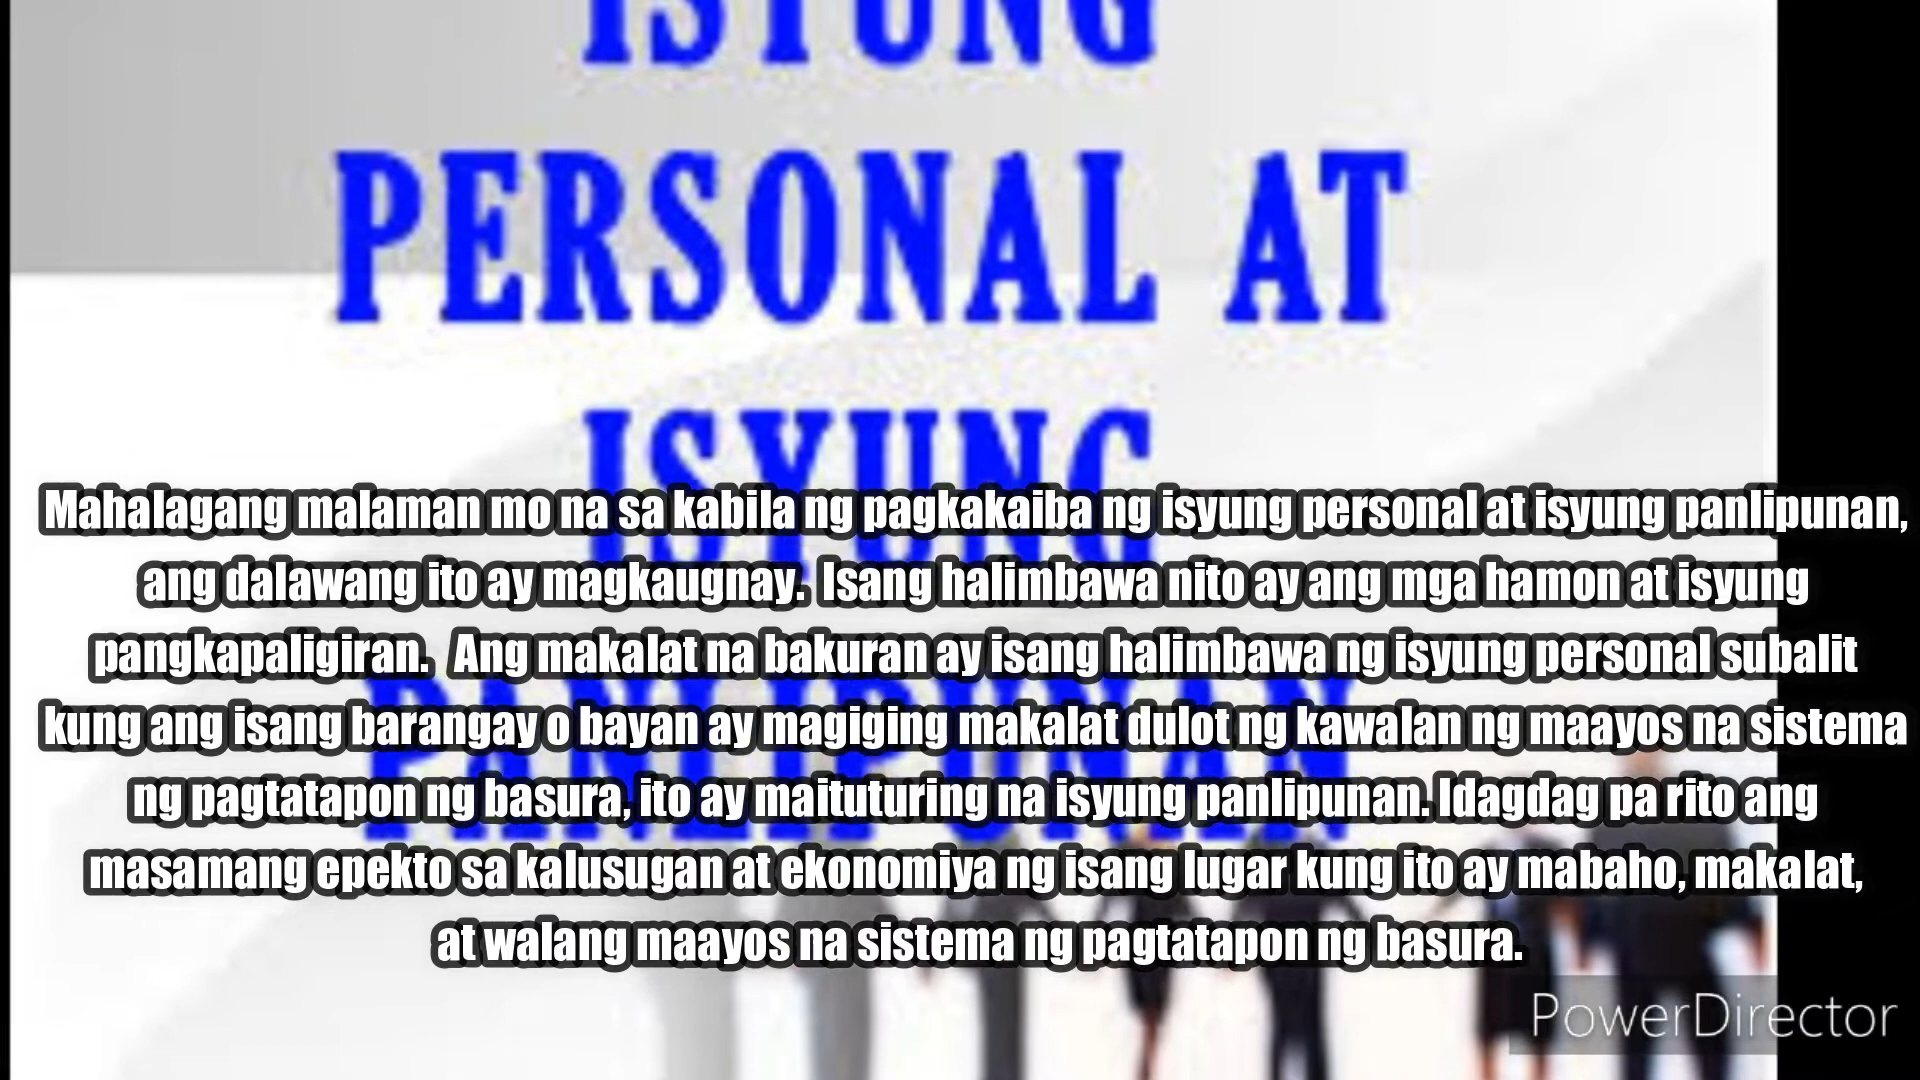 ISYUNG
PERSONAL AT
ISYUNG
PANLIPUNAN
Mahalagang malaman mo na sa kabila ng pagkakaiba ng isyung personal at isyung panlipunan,
ang dalawang ito ay magkaugnay. Isang halimbawa nito ay ang mga hamon at isyung
pangkapaligiran. Ang makalat na bakuran ay isang halimbawa ng isyung personal subalit
kung ang isang barangay o bayan ay magiging makalat dulot ng kawalan ng maayos na sistema
ng pagtatapon ng basura, ito ay maituturing na isyung panlipunan. Idagdag pa rito ang
masamang epekto sa kalusugan at ekonomiya ng isang lugar kung ito ay mabaho, makalat,
at walang maayos na sistema ng pagtatapon ng basura.
PowerDirector